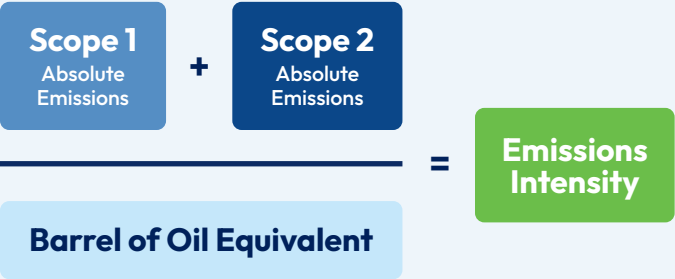 Scope 1
Absolute
Emissions
+
Scope 2
Absolute
Emissions
Barrel of Oil Equivalent
=
Emissions
Intensity